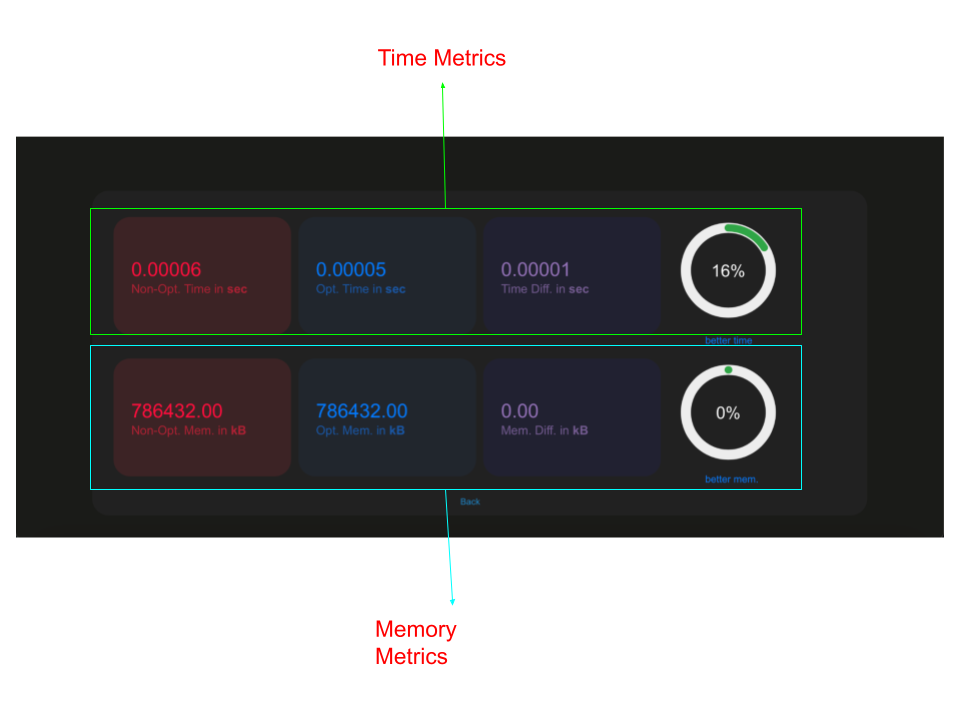 Time Metrics
0.00006
Non-Opt. Time in sec
0.00005
Opt. Time in sec
0.00001
Time Diff. in sec
16%
better time
786432.00
Non-Opt. Mem. in kB
786432.00
Opt. Mem. in kB
0.00
Mem. Diff. in kB
0%
better mem.
Back
Memory
Metrics